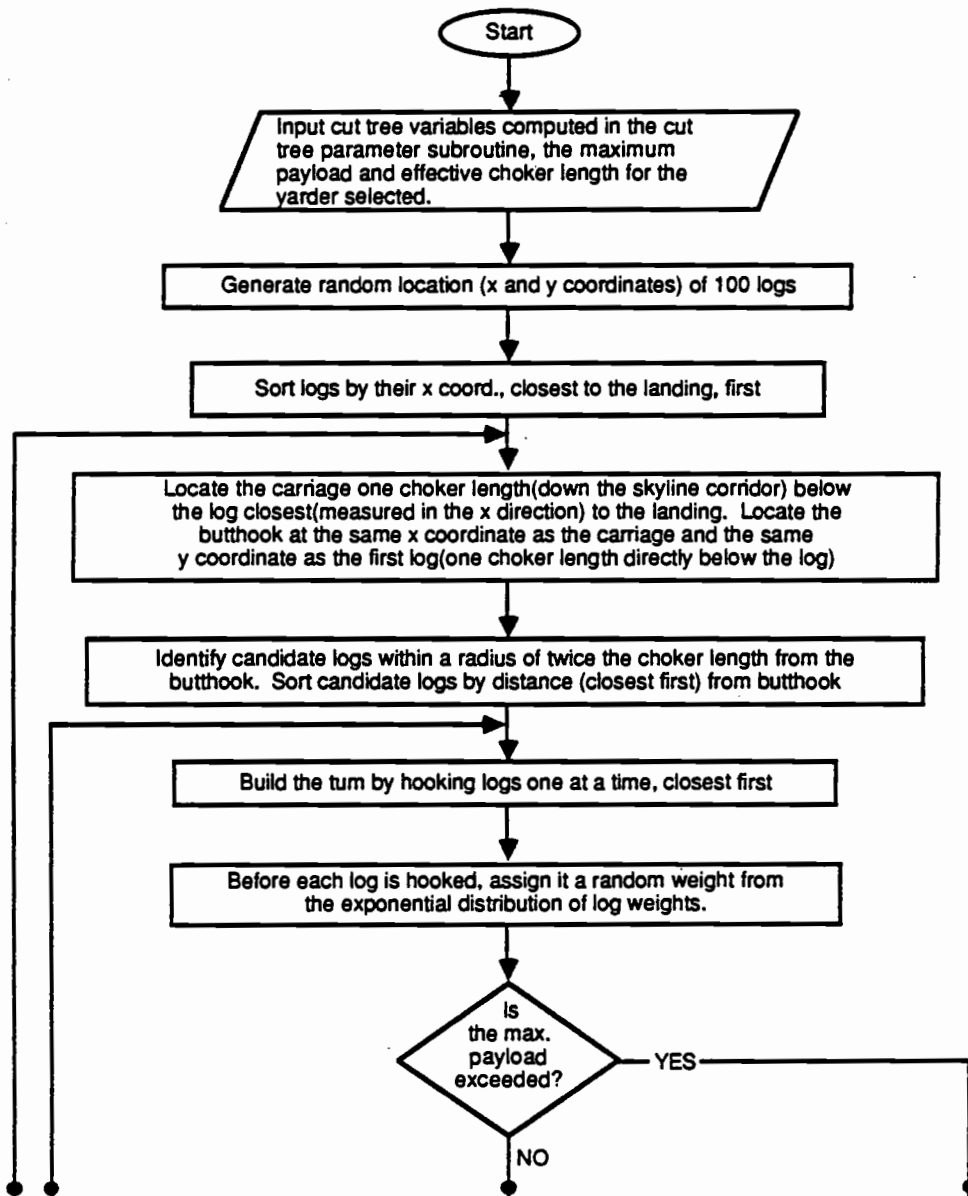 Start
Input cut tree variables computed in the cut
tree parameter subroutine, the maximum
payload and effective choker length for the
yarder selected.
Generate random location (x and y coordinates) of 100 logs
Sort logs by their x coord., closest to the landing, first
Locate the carriage one choker length(down the skyline corridor) below
the log closest(measured in the x direction) to the landing. Locate the
butthook at the same x coordinate as the carriage and the same
y coordinate as the first log(one choker length directly below the log)
Identify candidate logs within a radius of twice the choker length from the
butthook. Sort candidate logs by distance (closest first) from butthook
Build the turn by hooking logs one at a time, closest first
Before each log is hooked, assign it a random weight from
the exponential distribution of log weights.
Is
the max.
payload
exceeded?
YES
NO